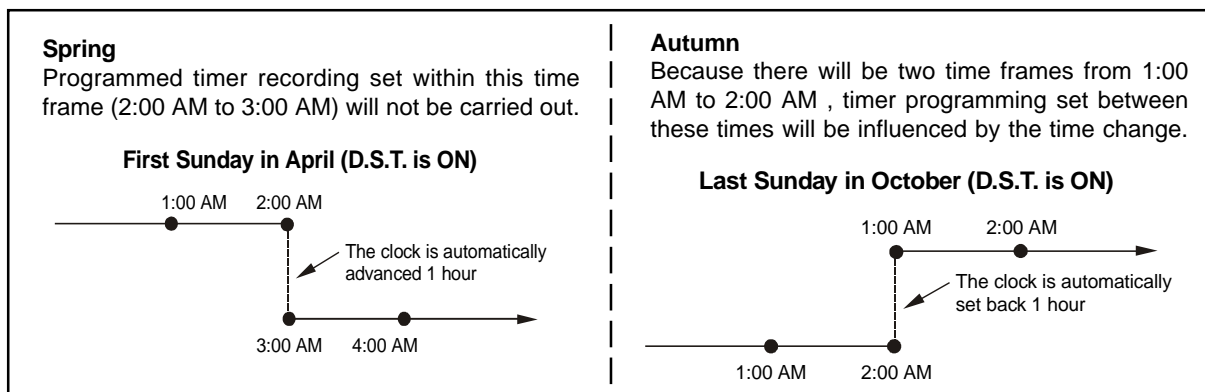 Spring
Programmed timer recording set within this time
frame (2:00 AM to 3:00 AM) will not be carried out.
First Sunday in April (D.S.T. is ON)
1:00 AM 2:00 AM
The clock is automatically
advanced 1 hour
3:00 AM 4:00 AM
Autumn
Because there will be two time frames from 1:00
AM to 2:00 AM , timer programming set between
these times will be influenced by the time change.
Last Sunday in October (D.S.T. is ON)
1:00 AM 2:00 AM
The clock is automatically
set back 1 hour
1:00 AM 2:00 AM